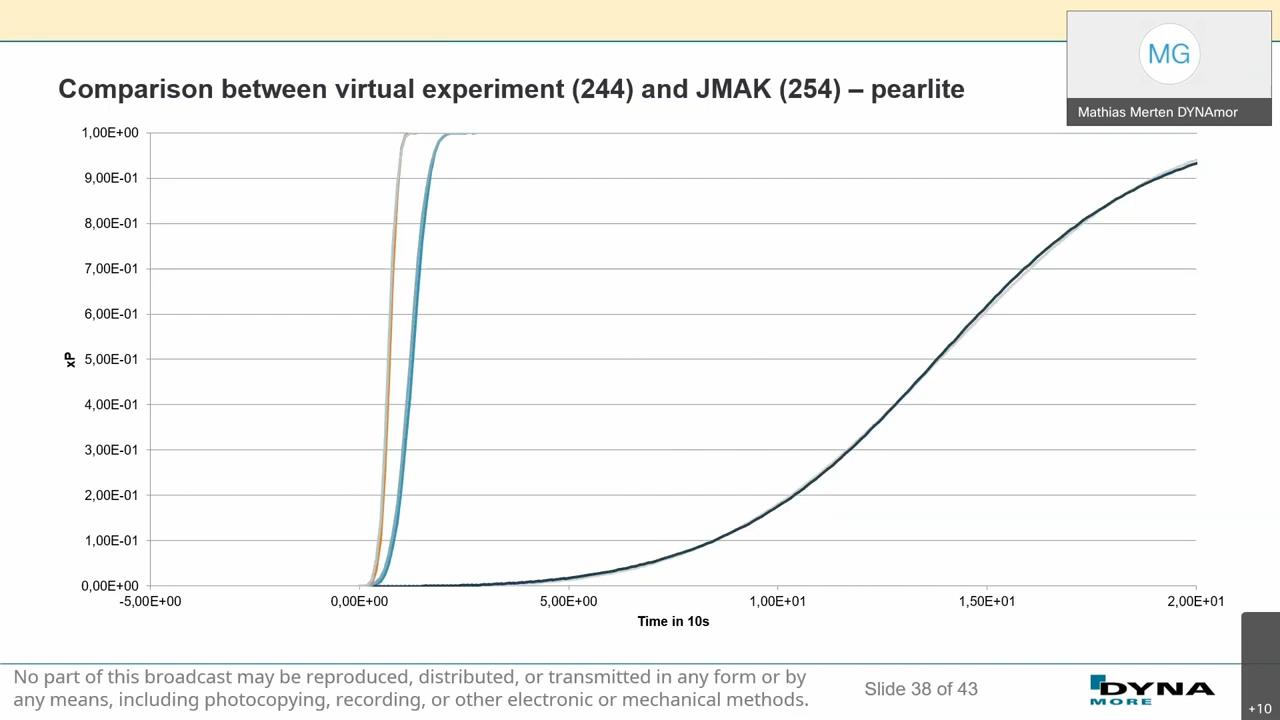 MG
Mathias Merten DYNAmor
Comparison between virtual experiment (244) and JMAK (254) – pearlite
1,00E+00
9,00E-01
8,00E-01
7,00E-01
6,00E-01
5,00E-01
4,00E-01
3,00E-01
2,00E-01
1,00E-01
0,00E+00
xP
-5,00E+00 0,00E+00 5,00E+00 1,00E+01 1,50E+01 2,00E+01
Time in 10s
No part of this broadcast may be reproduced, distributed, or transmitted in any form or by
any means, including photocopying, recording, or other electronic or mechanical methods.
Slide 38 of 43
DYNA
MORE
+10